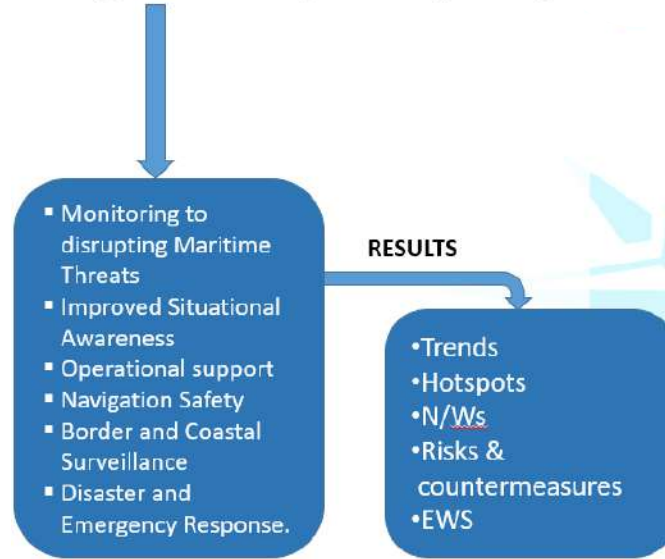 ▪ Monitoring to
disrupting Maritime
Threats
▪ Improved Situational
Awareness
▪ Operational support
▪ Navigation Safety
▪ Border and Coastal
Surveillance
▪ Disaster and
Emergency Response.
RESULTS
•Trends
•Hotspots
•N/Ws
•Risks &
countermeasures
•EWS